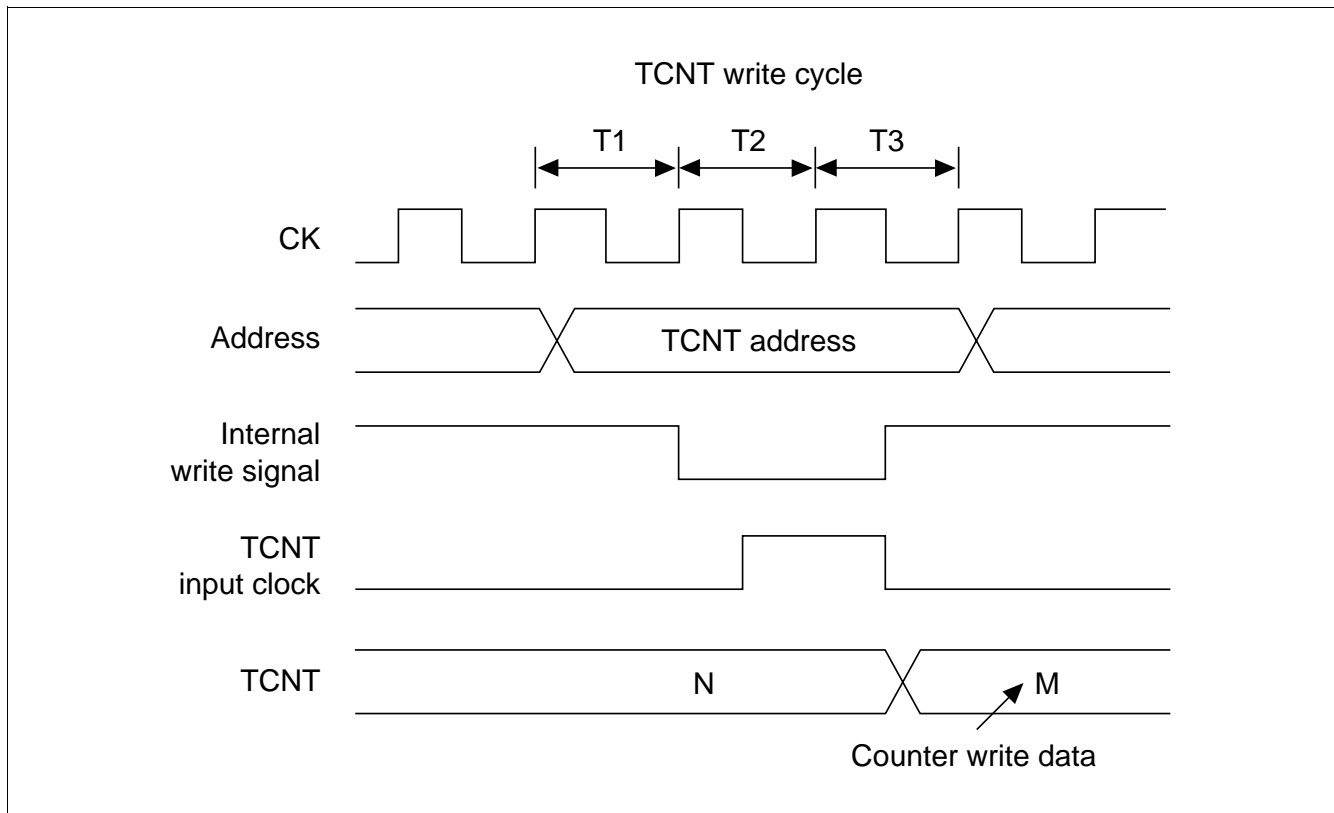 TCNT write cycle
T1 T2 T3
CK
Address
TCNT address
Internal
write signal
TCNT
input clock
TCNT
N
M
Counter write data